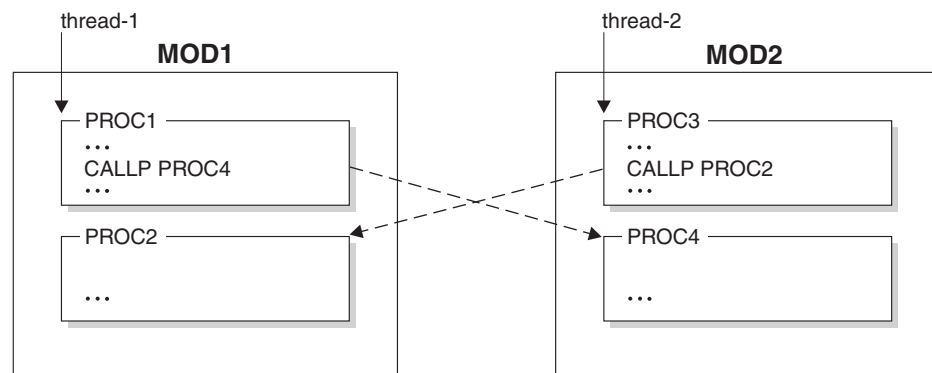 thread-1
MOD1
PROC1
...
CALLP PROC4
...
PROC2
...
thread-2
MOD2
PROC3
...
CALLP PROC2
...
PROC4
...